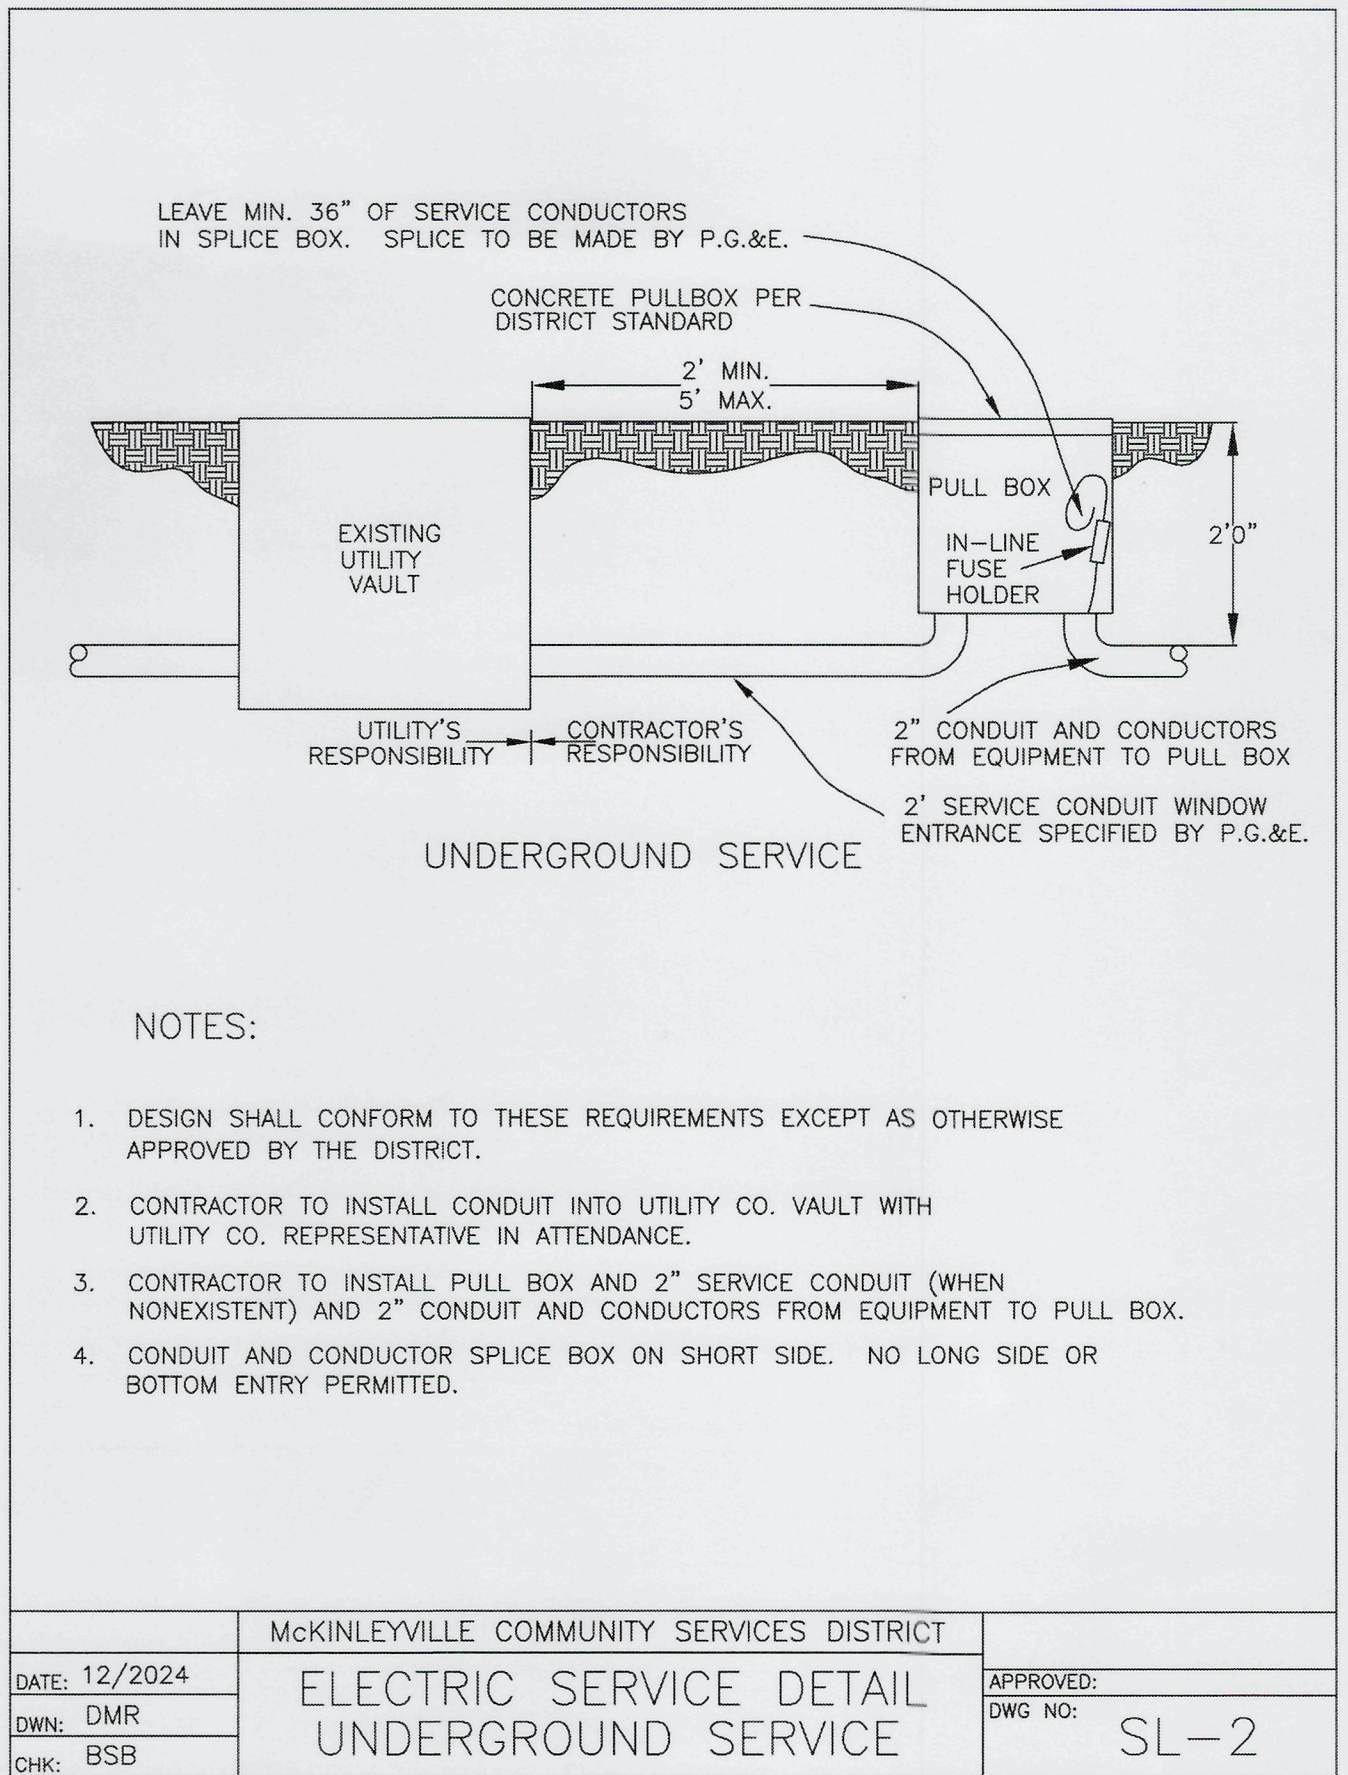 LEAVE MIN. 36" OF SERVICE CONDUCTORS
IN SPLICE BOX. SPLICE TO BE MADE BY P.G.&E.
CONCRETE PULLBOX PER
DISTRICT STANDARD
2' MIN.
5' MAX.
PULL BOX
EXISTING
UTILITY
VAULT
IN-LINE
FUSE
HOLDER
2'0"
UTILITY'S
RESPONSIBILITY
CONTRACTOR'S
RESPONSIBILITY
2" CONDUIT AND CONDUCTORS
FROM EQUIPMENT TO PULL BOX
2' SERVICE CONDUIT WINDOW
ENTRANCE SPECIFIED BY P.G.&E.
UNDERGROUND SERVICE
NOTES:
1. DESIGN SHALL CONFORM TO THESE REQUIREMENTS EXCEPT AS OTHERWISE
APPROVED BY THE DISTRICT.
2. CONTRACTOR TO INSTALL CONDUIT INTO UTILITY CO. VAULT WITH
UTILITY CO. REPRESENTATIVE IN ATTENDANCE.
3. CONTRACTOR TO INSTALL PULL BOX AND 2" SERVICE CONDUIT (WHEN
NONEXISTENT) AND 2" CONDUIT AND CONDUCTORS FROM EQUIPMENT TO PULL BOX.
4. CONDUIT AND CONDUCTOR SPLICE BOX ON SHORT SIDE. NO LONG SIDE OR
BOTTOM ENTRY PERMITTED.
McKINLEYVILLE COMMUNITY SERVICES DISTRICT
DATE: 12/2024
DWN: DMR
CHK: BSB
ELECTRIC SERVICE DETAIL
UNDERGROUND SERVICE
APPROVED:
DWG NO:
SL-2